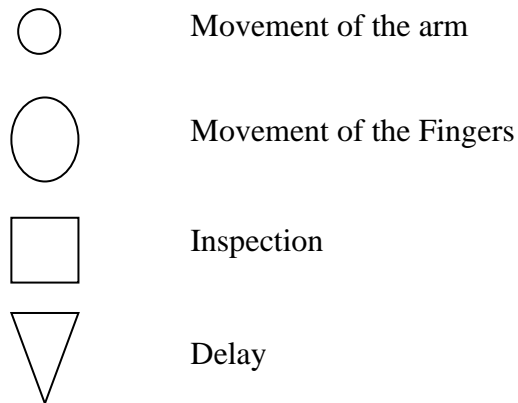 Movement of the arm
Movement of the Fingers
Inspection
Delay